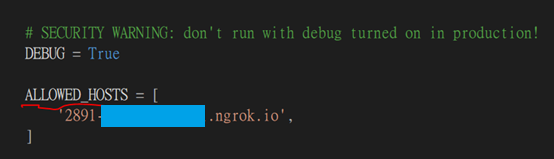 # SECURITY WARNING: don't run with debug turned on in production!
DEBUG = True
ALLOWED_HOSTS = [
'2891- .ngrok.io',
]